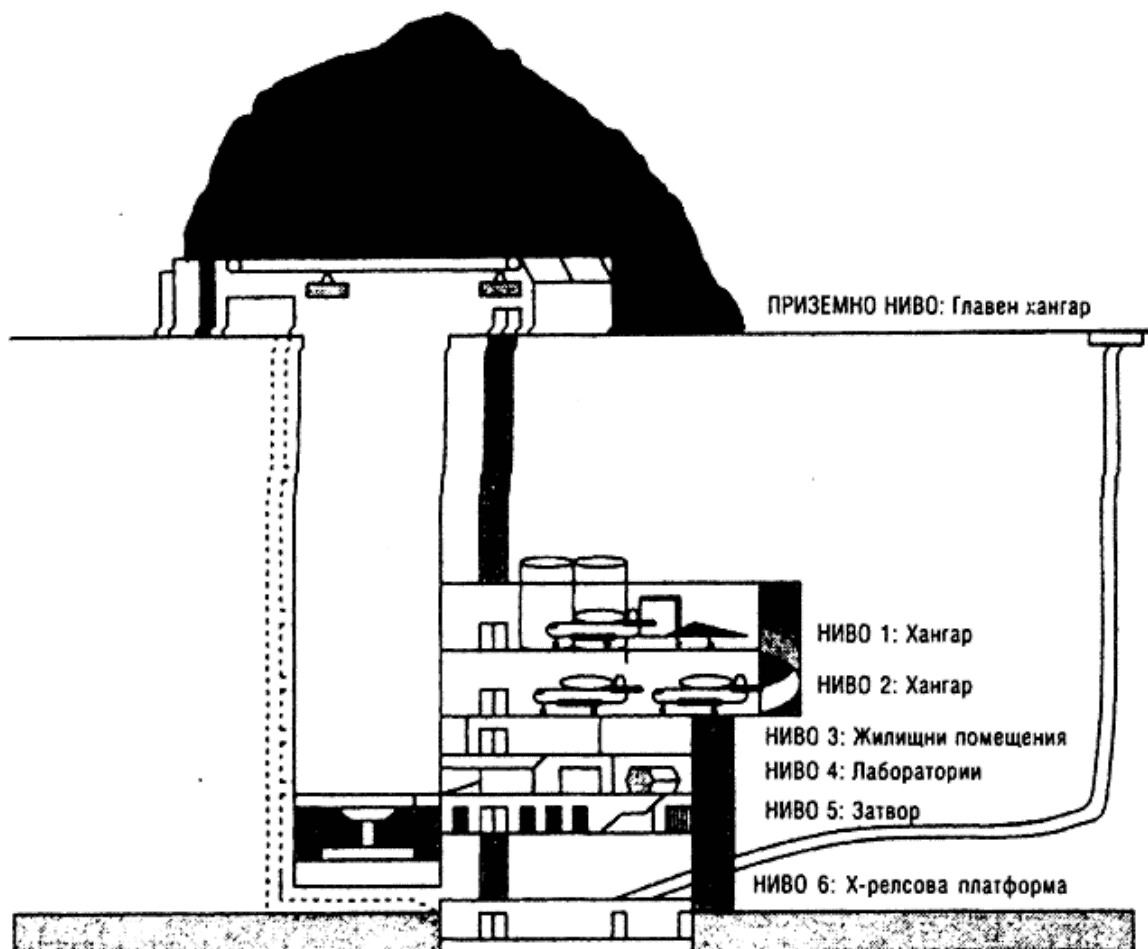 ПРИЗЕМНО НИВО: Главен хангар
НИВО 1: Хангар
НИВО 2: Хангар
НИВО 3: Жилищни помещения
НИВО 4: Лаборатории
НИВО 5: Затвор
НИВО 6: Х-релсова платформа